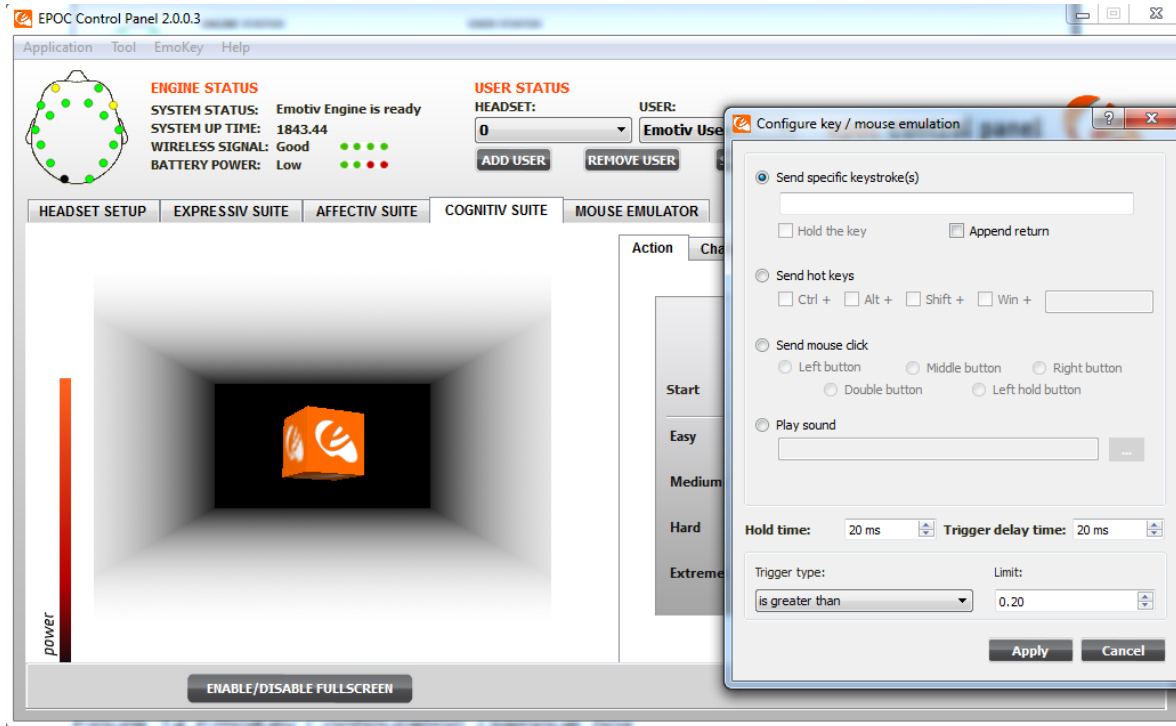 EPOC Control Panel 2.0.0.3
Application Tool EmoKey Help
ENGINE STATUS
SYSTEM STATUS: Emotiv Engine is ready
SYSTEM UP TIME: 1843.44
WIRELESS SIGNAL: Good
BATTERY POWER: Low
USER STATUS
HEADSET: USER:
0 Emotiv Use
ADD USER REMOVE USER
control panel
HEADSET SETUP EXPRESSIV SUITE AFFECTIV SUITE COGNITIV SUITE MOUSE EMULATOR
Action Cha
Start
Easy
Medium
Hard
Extreme
power
ENABLE/DISABLE FULLSCREEN
Configure key / mouse emulation
Send specific keystroke(s)
Hold the key Append return
Send hot keys
Ctrl + Alt + Shift + Win +
Send mouse click
Left button Middle button Right button
Double button Left hold button
Play sound
...
Hold time: 20 ms Trigger delay time: 20 ms
Trigger type: Limit:
is greater than 0.20
Apply Cancel